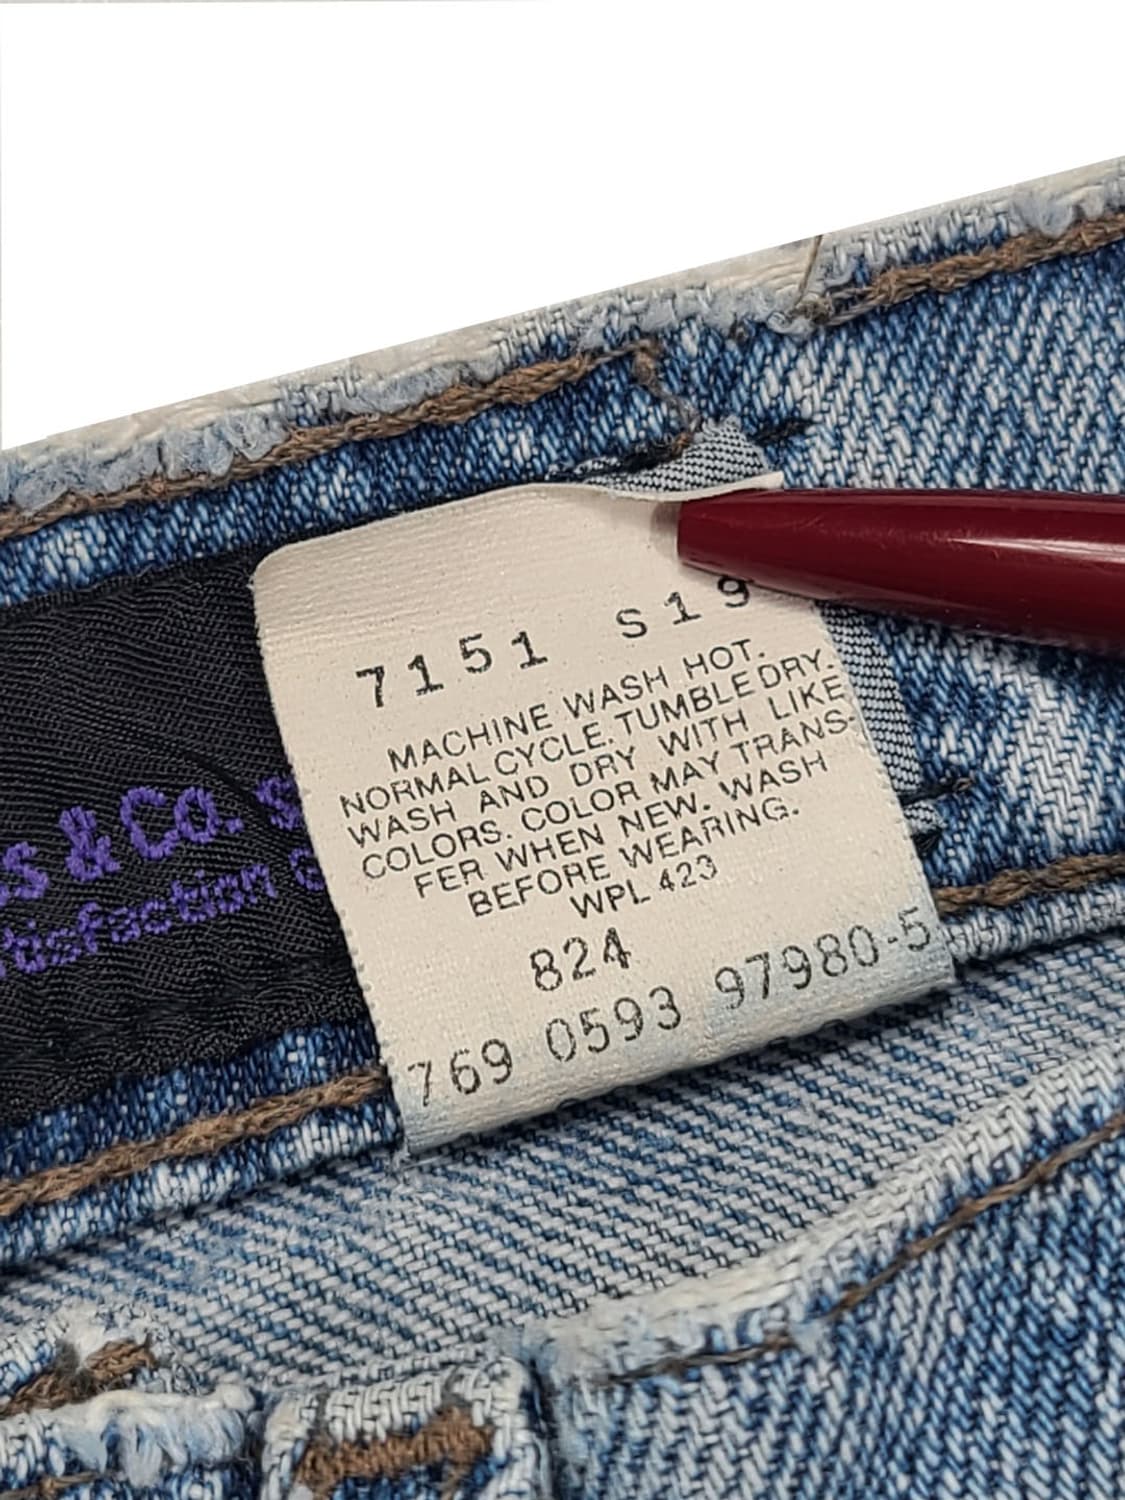 7151 S19
MACHINE WASH HOT.
NORMAL CYCLE. TUMBLE DRY.
WASH AND DRY WITH LIKE
COLORS. COLOR MAY TRANS-
FER WHEN NEW. WASH
BEFORE WEARING.
WPL 423
824
769 0593 97980-5
& Co.